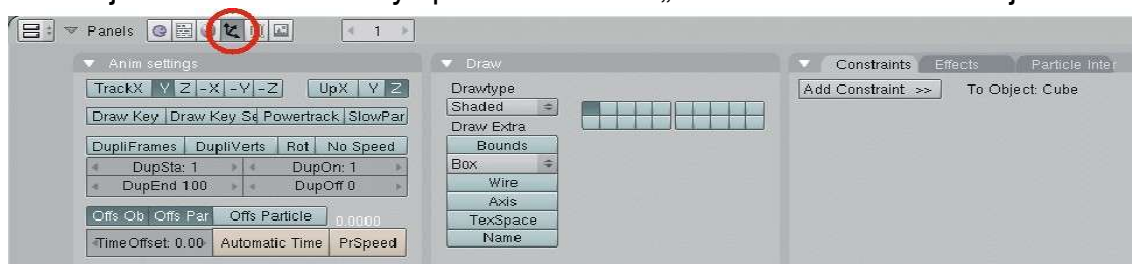 Panels 1
Anim settings
TrackX Y Z -X -Y -Z UpX Y Z
Draw Key Draw Key Se Powertrack SlowPar
DupliFrames DupliVerts Rot No Speed
DupSta: 1 DupOn: 1
DupEnd 100 DupOff 0
Offs Ob Offs Par Offs Particle 0.0000
TimeOffset: 0.00 Automatic Time PrSpeed
Draw
Drawtype
Shaded
Draw Extra
Bounds
Box
Wire
Axis
TexSpace
Name
Constraints Effects Particle Inter
Add Constraint >> To Object: Cube